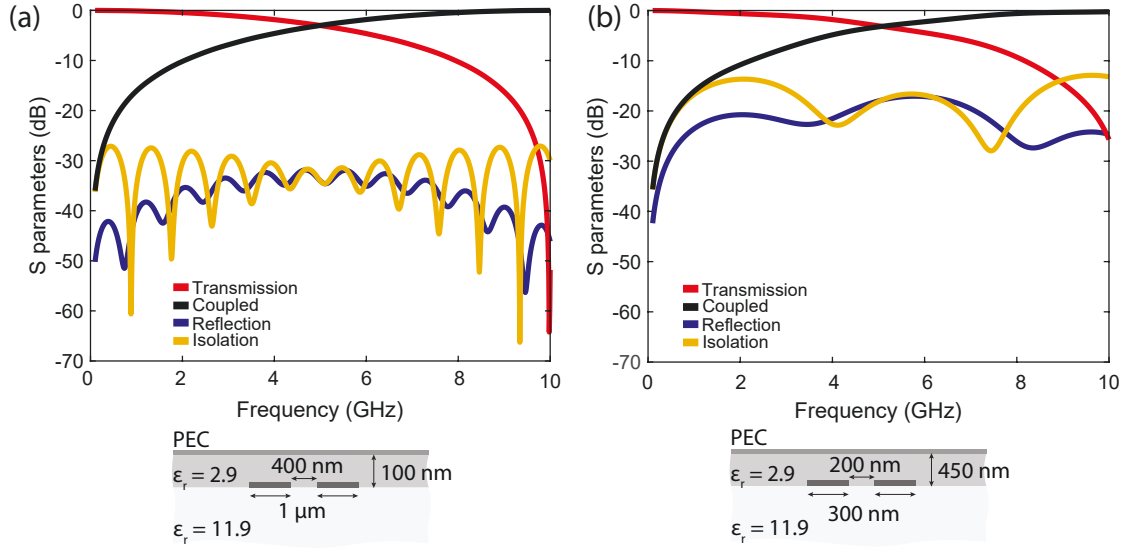 (a)
0
-10
-20
-30
-40
-50
-60
-70
S parameters (dB)
Transmission
Coupled
Reflection
Isolation
0 2 4 6 8 10
Frequency (GHz)
PEC
εr = 2.9
400 nm
100 nm
1 μm
εr = 11.9
(b)
0
-10
-20
-30
-40
-50
-60
-70
S parameters (dB)
Transmission
Coupled
Reflection
Isolation
0 2 4 6 8 10
Frequency (GHz)
PEC
εr = 2.9
200 nm
450 nm
300 nm
εr = 11.9